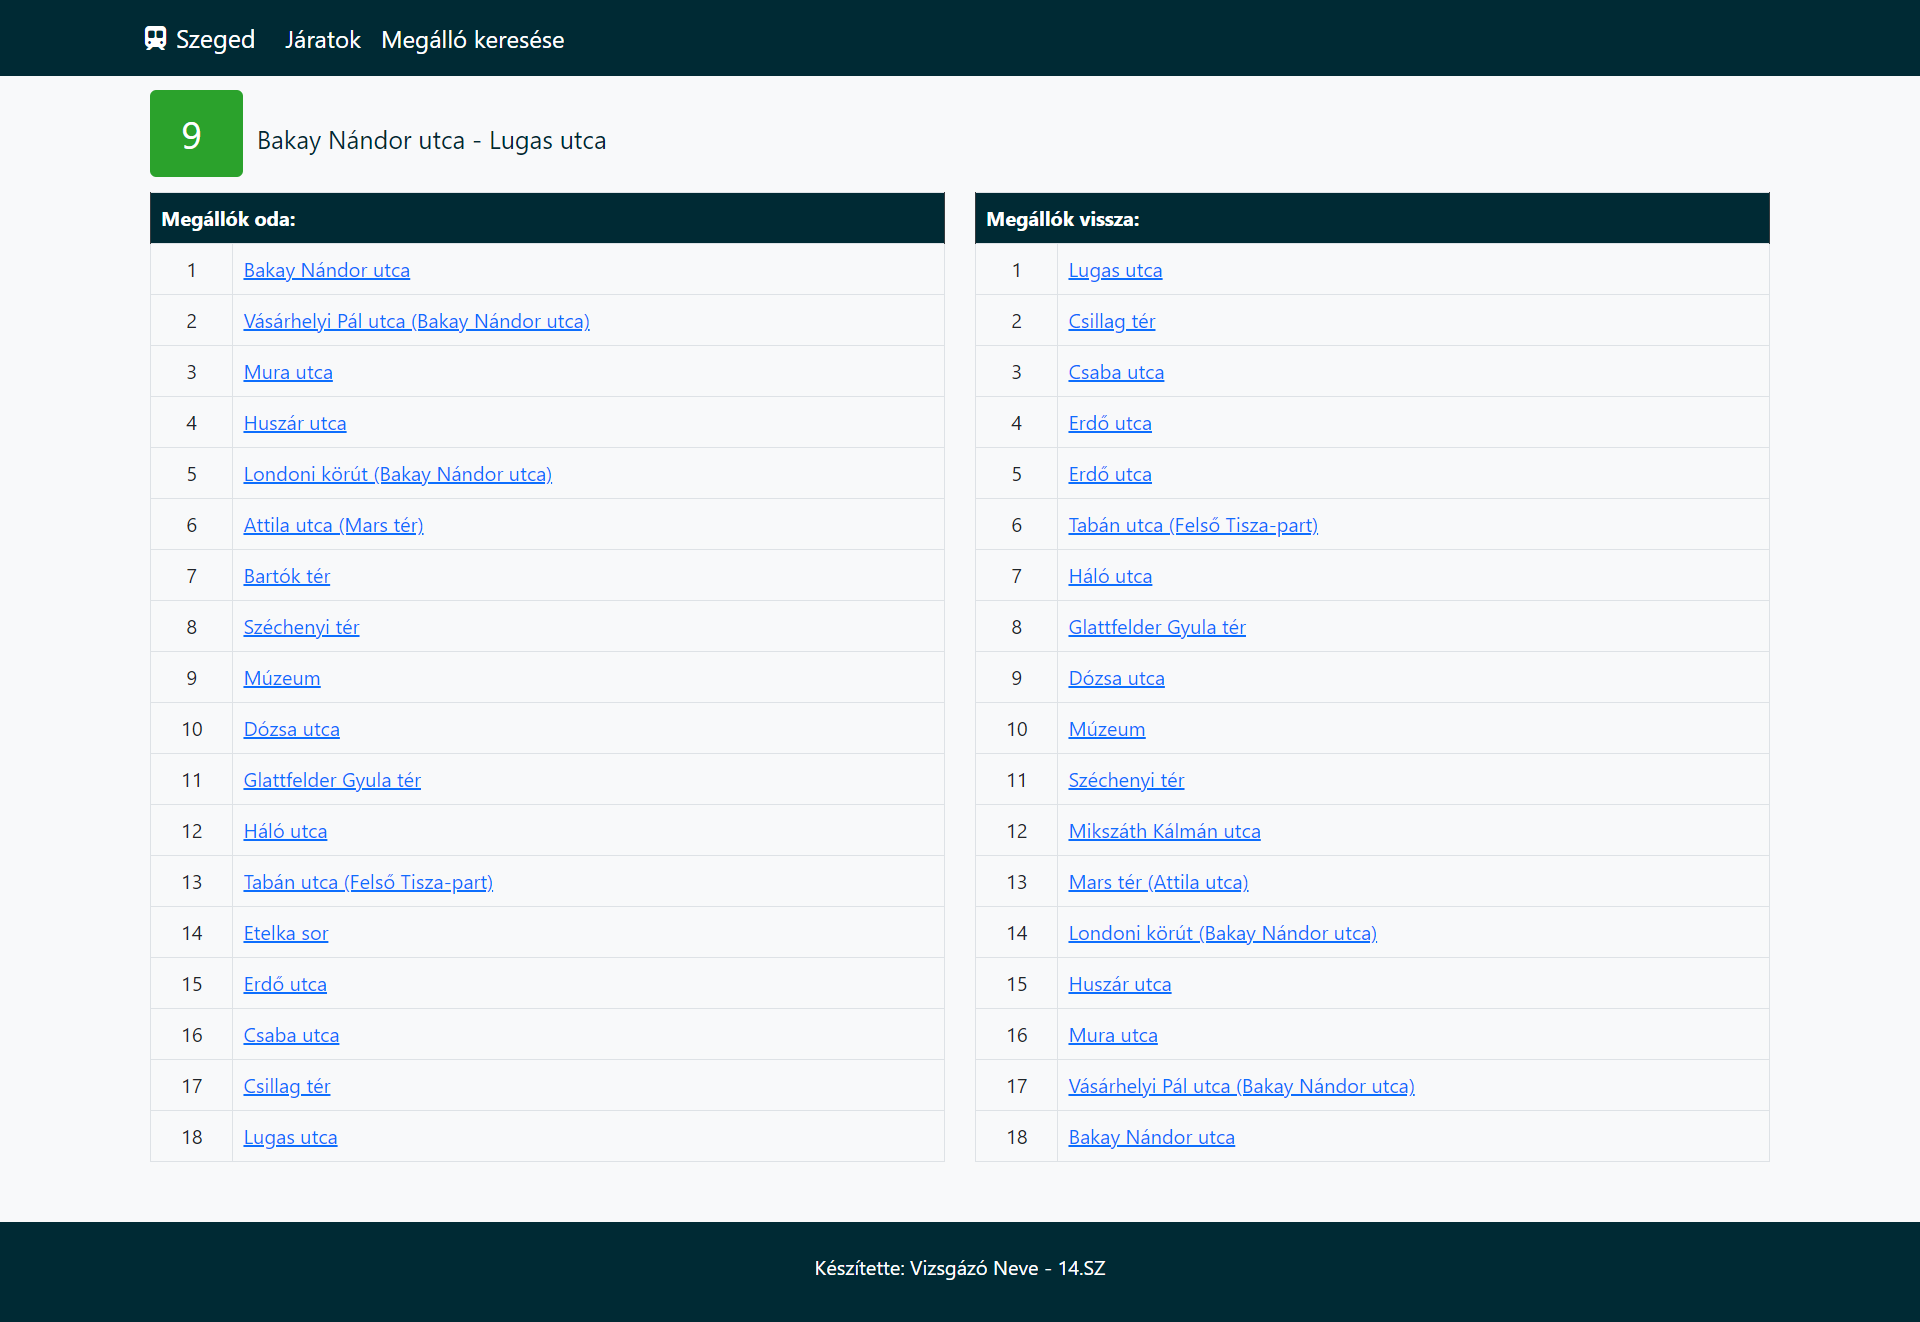 Szeged Járatok Megálló keresése
9 Bakay Nándor utca - Lugas utca
Megállók oda:
1 Bakay Nándor utca
2 Vásárhelyi Pál utca (Bakay Nándor utca)
3 Mura utca
4 Huszár utca
5 Londoni körút (Bakay Nándor utca)
6 Attila utca (Mars tér)
7 Bartók tér
8 Széchenyi tér
9 Múzeum
10 Dózsa utca
11 Glattfelder Gyula tér
12 Háló utca
13 Tabán utca (Felső Tisza-part)
14 Etelka sor
15 Erdő utca
16 Csaba utca
17 Csillag tér
18 Lugas utca
Megállók vissza:
1 Lugas utca
2 Csillag tér
3 Csaba utca
4 Erdő utca
5 Erdő utca
6 Tabán utca (Felső Tisza-part)
7 Háló utca
8 Glattfelder Gyula tér
9 Dózsa utca
10 Múzeum
11 Széchenyi tér
12 Mikszáth Kálmán utca
13 Mars tér (Attila utca)
14 Londoni körút (Bakay Nándor utca)
15 Huszár utca
16 Mura utca
17 Vásárhelyi Pál utca (Bakay Nándor utca)
18 Bakay Nándor utca
Készítette: Vizsgázó Neve - 14.SZ